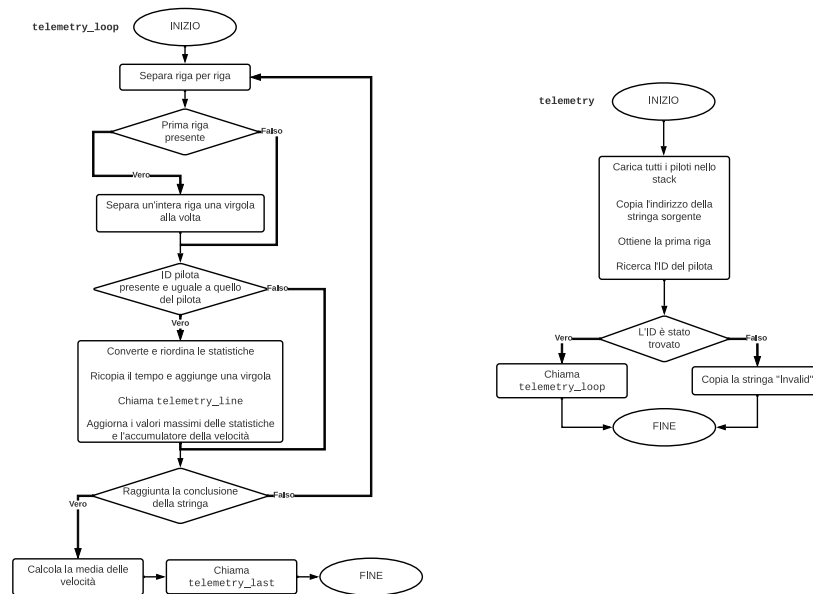 telemetry_loop
INIZIO
Separa riga per riga
Prima riga
presente
Falso
Vero
Separa un'intera riga una virgola
alla volta
ID pilota
presente e uguale a quello
del pilota
Falso
Vero
Converte e riordina le statistiche
Ricopia il tempo e aggiunge una virgola
Chiama telemetry_line
Aggiorna i valori massimi delle statistiche
e l'accumulatore della velocità
Raggiunta la conclusione
della stringa
Falso
Vero
Calcola la media delle
velocità
Chiama
telemetry_last
FINE
telemetry
INIZIO
Carica tutti i piloti nello
stack
Copia l'indirizzo della
stringa sorgente
Ottiene la prima riga
Ricerca l'ID del pilota
L'ID è stato
trovato
Vero
Falso
Chiama
telemetry_loop
Copia la stringa "Invalid"
FINE